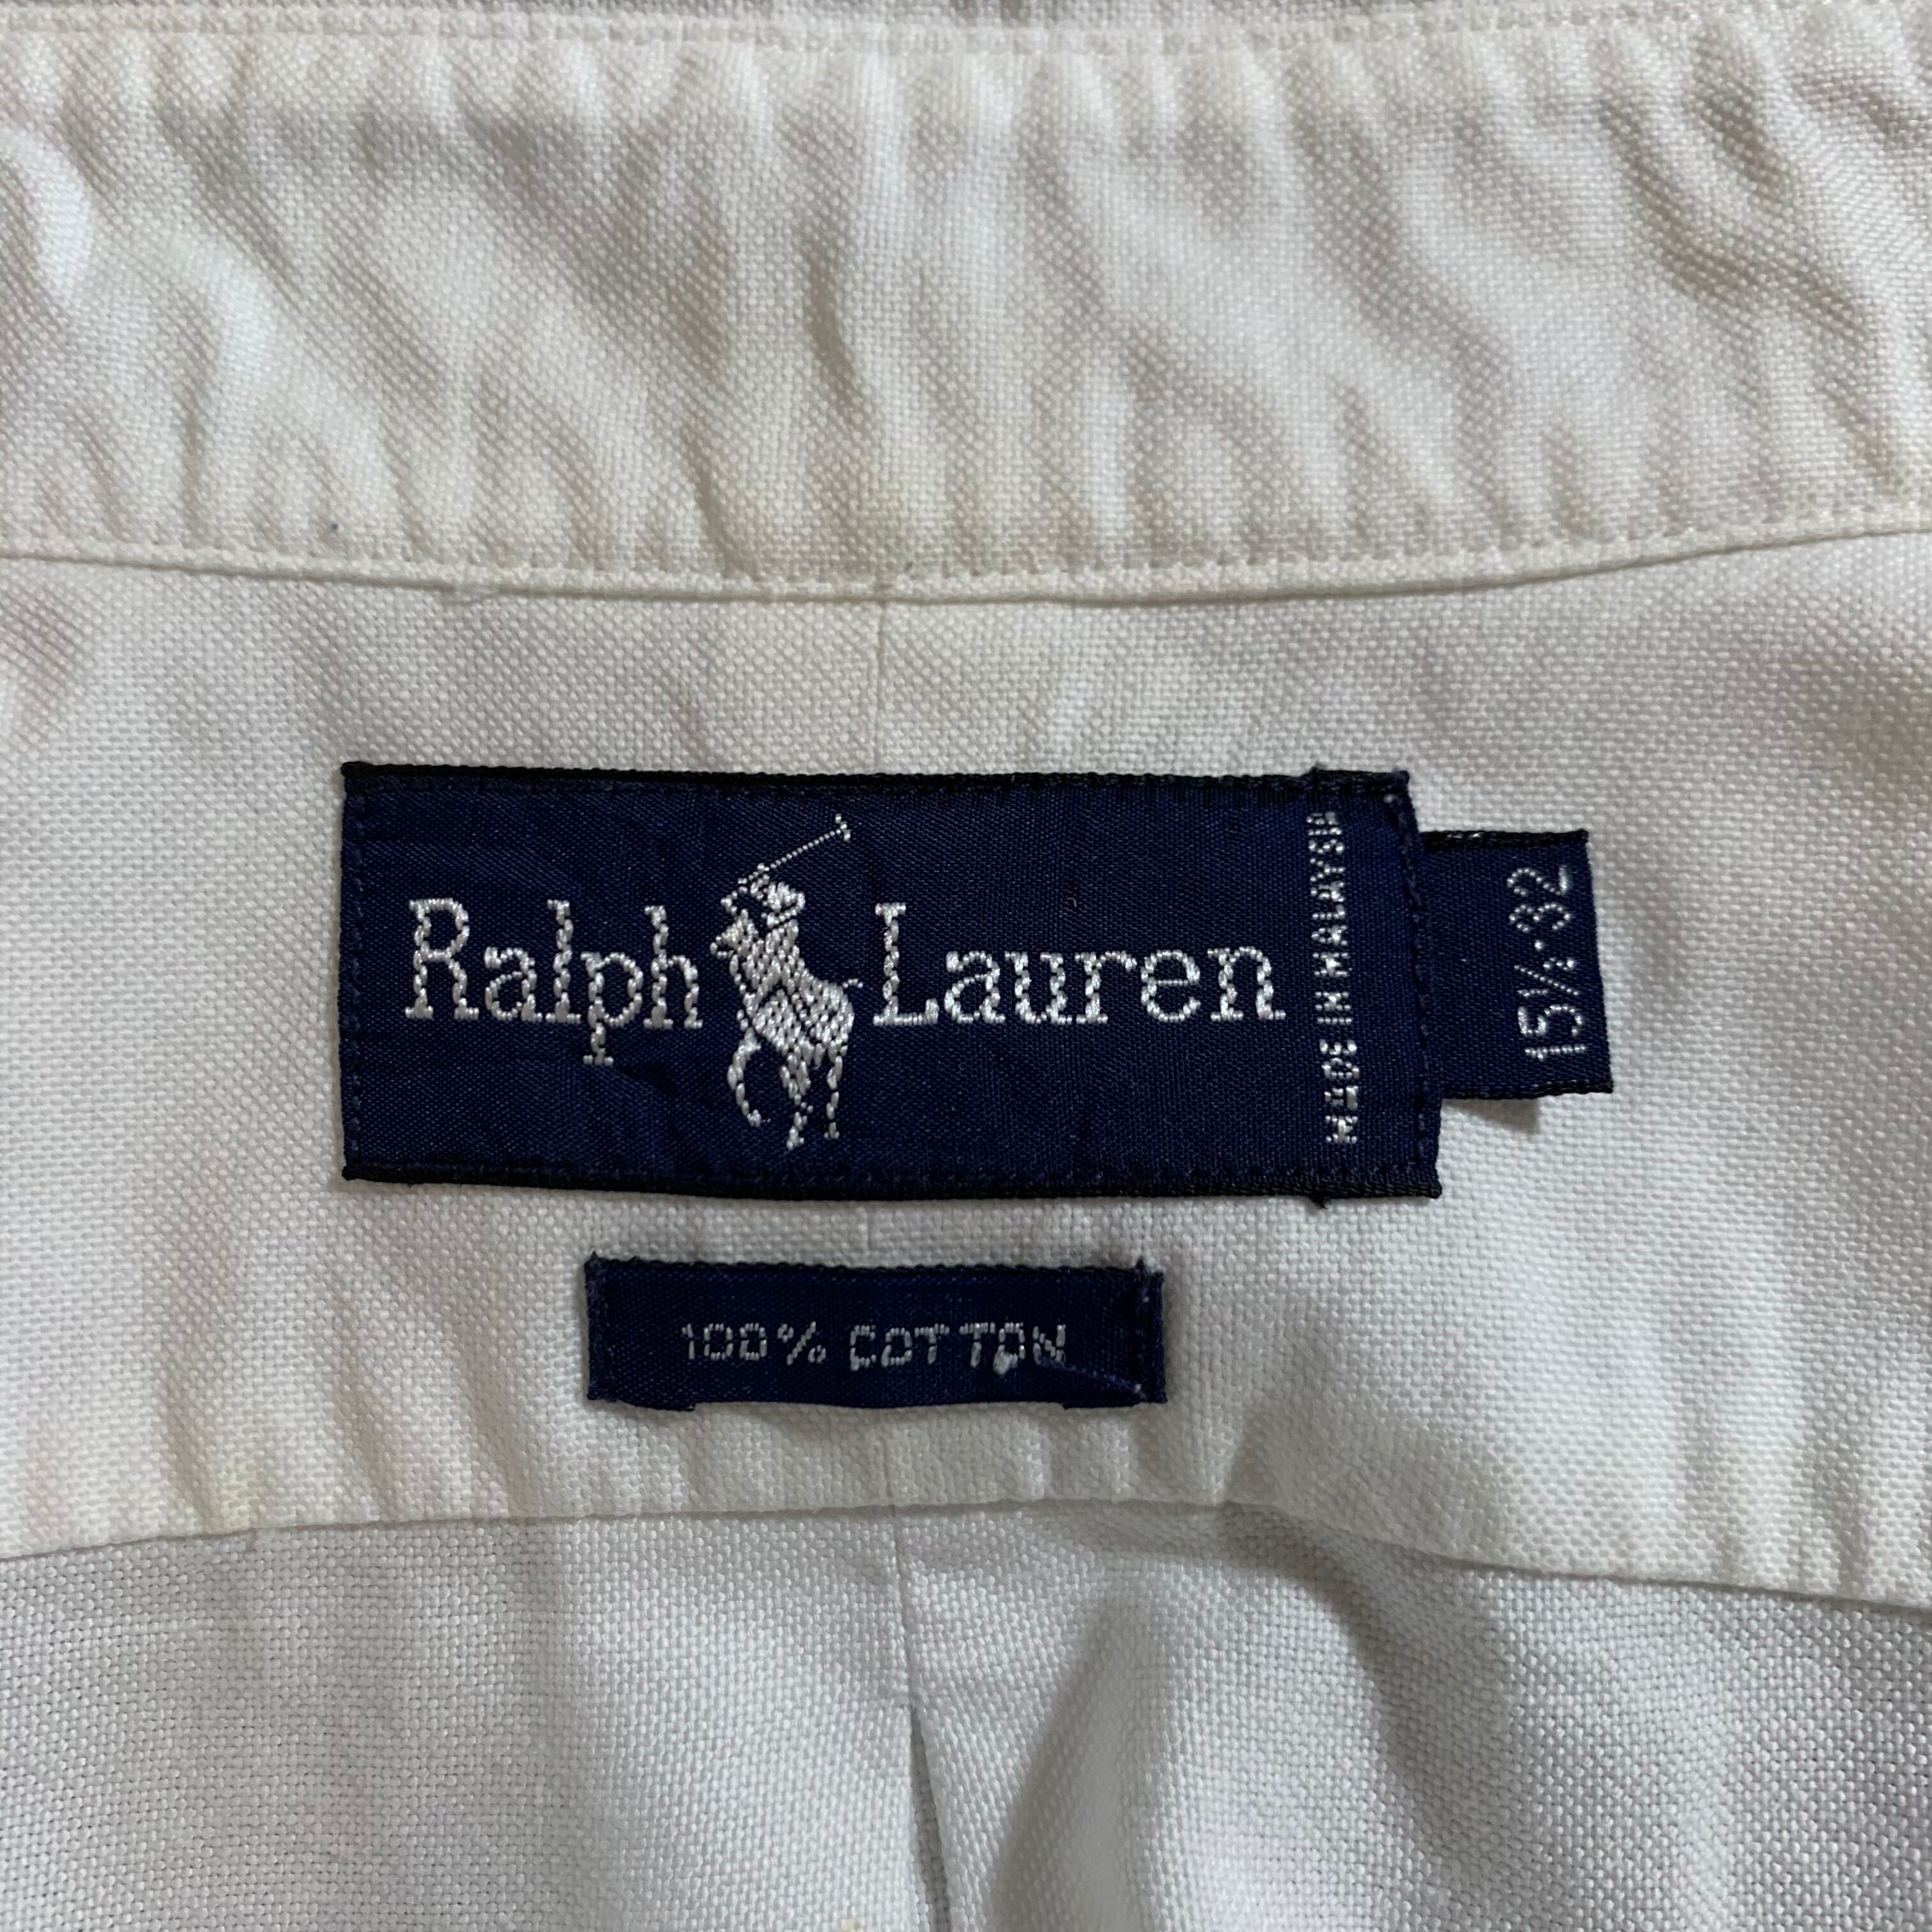 Ralph Lauren
MADE IN MALAYSIA
15½·32
100% COTTON